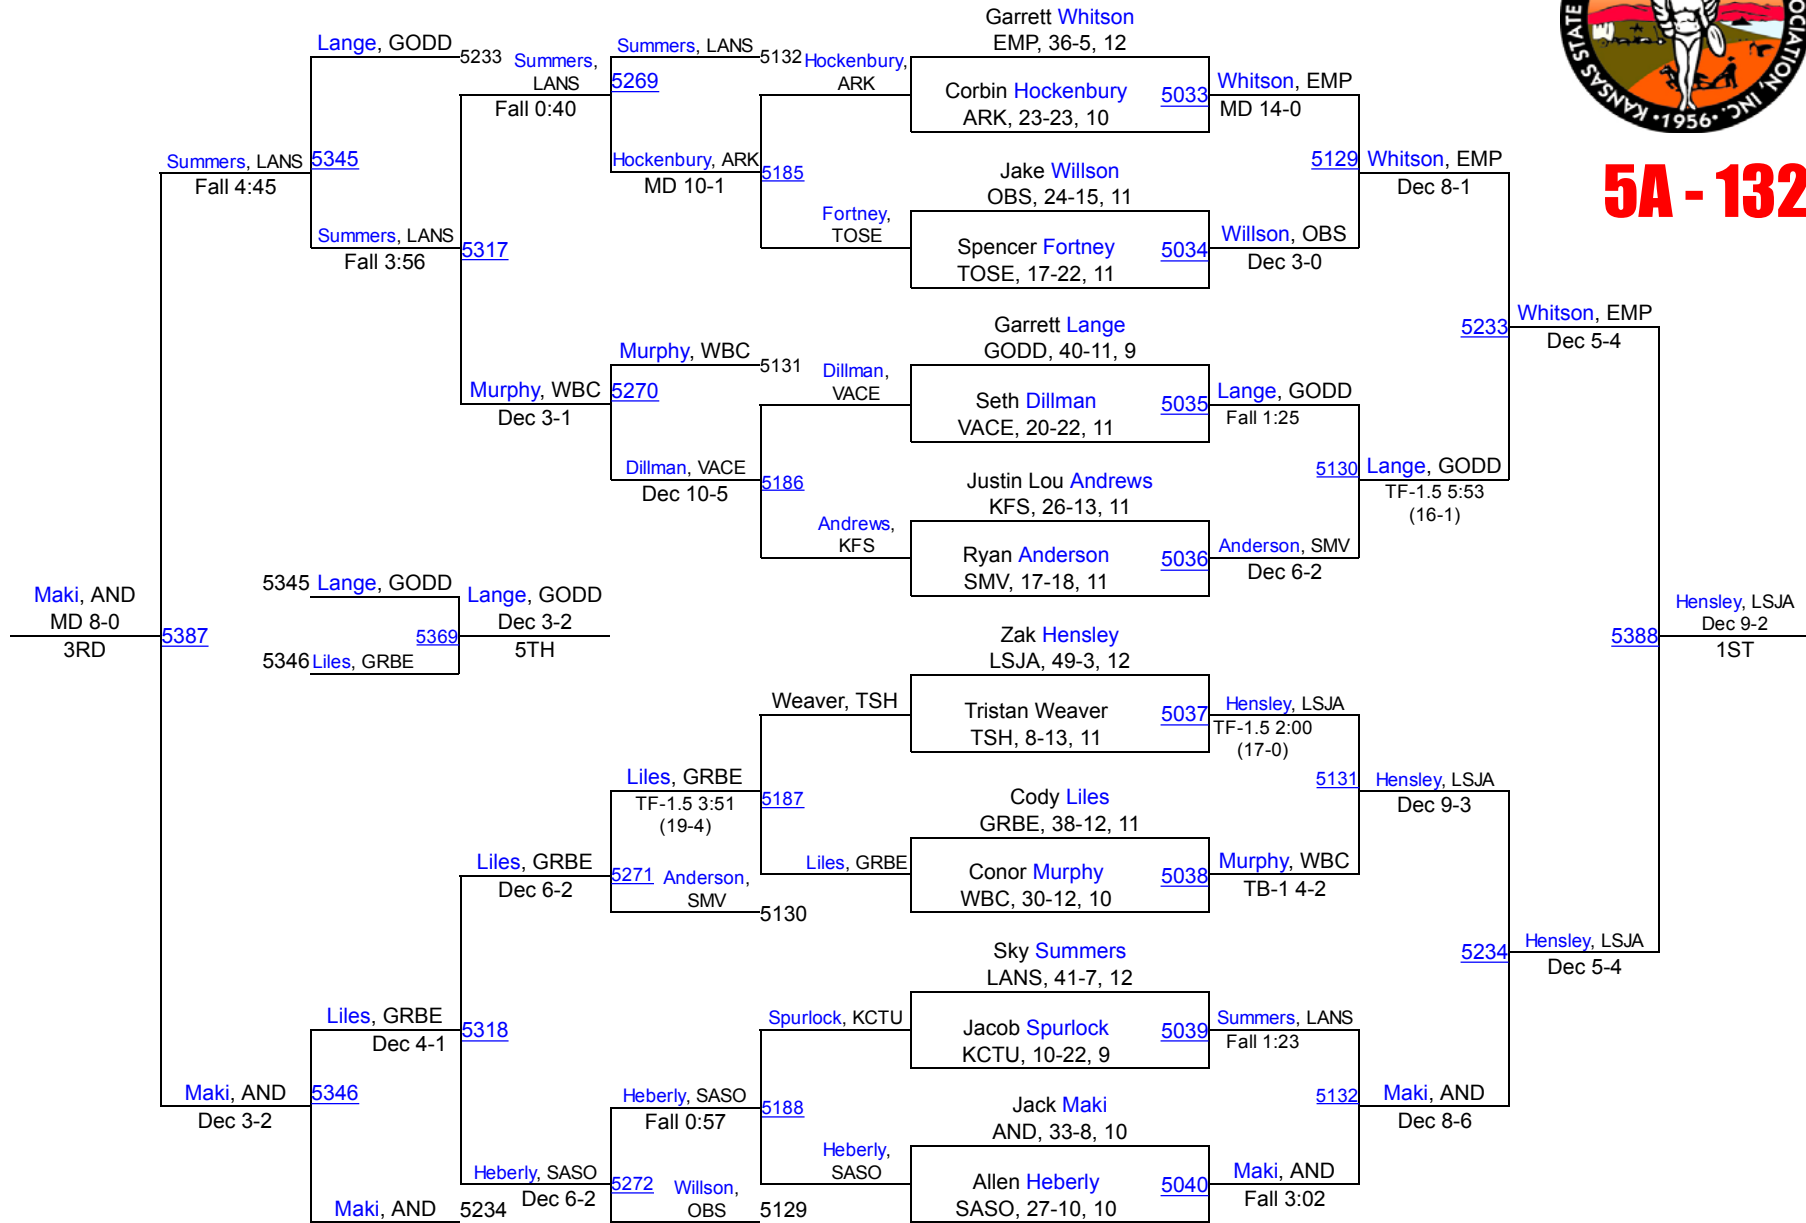 KANSAS STATE
OCIATION, INC.
•1956•
5A - 132
Lange, GODD
5233
Summers,
LANS
Fall 0:40
Summers, LANS
5132
5269
Hockenbury,
ARK
Summers, LANS
Fall 4:45
5345
Hockenbury, ARK
MD 10-1
5185
Summers, LANS
Fall 3:56
5317
Fortney,
TOSE
Murphy, WBC
5131
Murphy, WBC
Dec 3-1
5270
Dillman,
VACE
Dillman, VACE
Dec 10-5
5186
Andrews,
KFS
Maki, AND
MD 8-0
3RD
5387
5345 Lange, GODD
5346 Liles, GRBE
5369
Lange, GODD
Dec 3-2
5TH
Weaver, TSH
Liles, GRBE
TF-1.5 3:51
(19-4)
5187
Liles, GRBE
Liles, GRBE
Dec 6-2
5271
Anderson,
SMV
5130
Liles, GRBE
Dec 4-1
5318
Spurlock, KCTU
Maki, AND
Dec 3-2
5346
Heberly, SASO
Fall 0:57
5188
Heberly,
SASO
Heberly, SASO
Dec 6-2
5272
Willson,
OBS
5129
Maki, AND
5234
Garrett Whitson
EMP, 36-5, 12
Corbin Hockenbury
ARK, 23-23, 10
5033
Whitson, EMP
MD 14-0
Jake Willson
OBS, 24-15, 11
Spencer Fortney
TOSE, 17-22, 11
5034
Willson, OBS
Dec 3-0
5129
Whitson, EMP
Dec 8-1
Garrett Lange
GODD, 40-11, 9
Seth Dillman
VACE, 20-22, 11
5035
Lange, GODD
Fall 1:25
Justin Lou Andrews
KFS, 26-13, 11
Ryan Anderson
SMV, 17-18, 11
5036
Anderson, SMV
Dec 6-2
5130
Lange, GODD
TF-1.5 5:53
(16-1)
5233
Whitson, EMP
Dec 5-4
Zak Hensley
LSJA, 49-3, 12
Tristan Weaver
TSH, 8-13, 11
5037
Hensley, LSJA
TF-1.5 2:00
(17-0)
Cody Liles
GRBE, 38-12, 11
Conor Murphy
WBC, 30-12, 10
5038
Murphy, WBC
TB-1 4-2
5131
Hensley, LSJA
Dec 9-3
Sky Summers
LANS, 41-7, 12
Jacob Spurlock
KCTU, 10-22, 9
5039
Summers, LANS
Fall 1:23
Jack Maki
AND, 33-8, 10
Allen Heberly
SASO, 27-10, 10
5040
Maki, AND
Fall 3:02
5132
Maki, AND
Dec 8-6
5234
Hensley, LSJA
Dec 5-4
5388
Hensley, LSJA
Dec 9-2
1ST